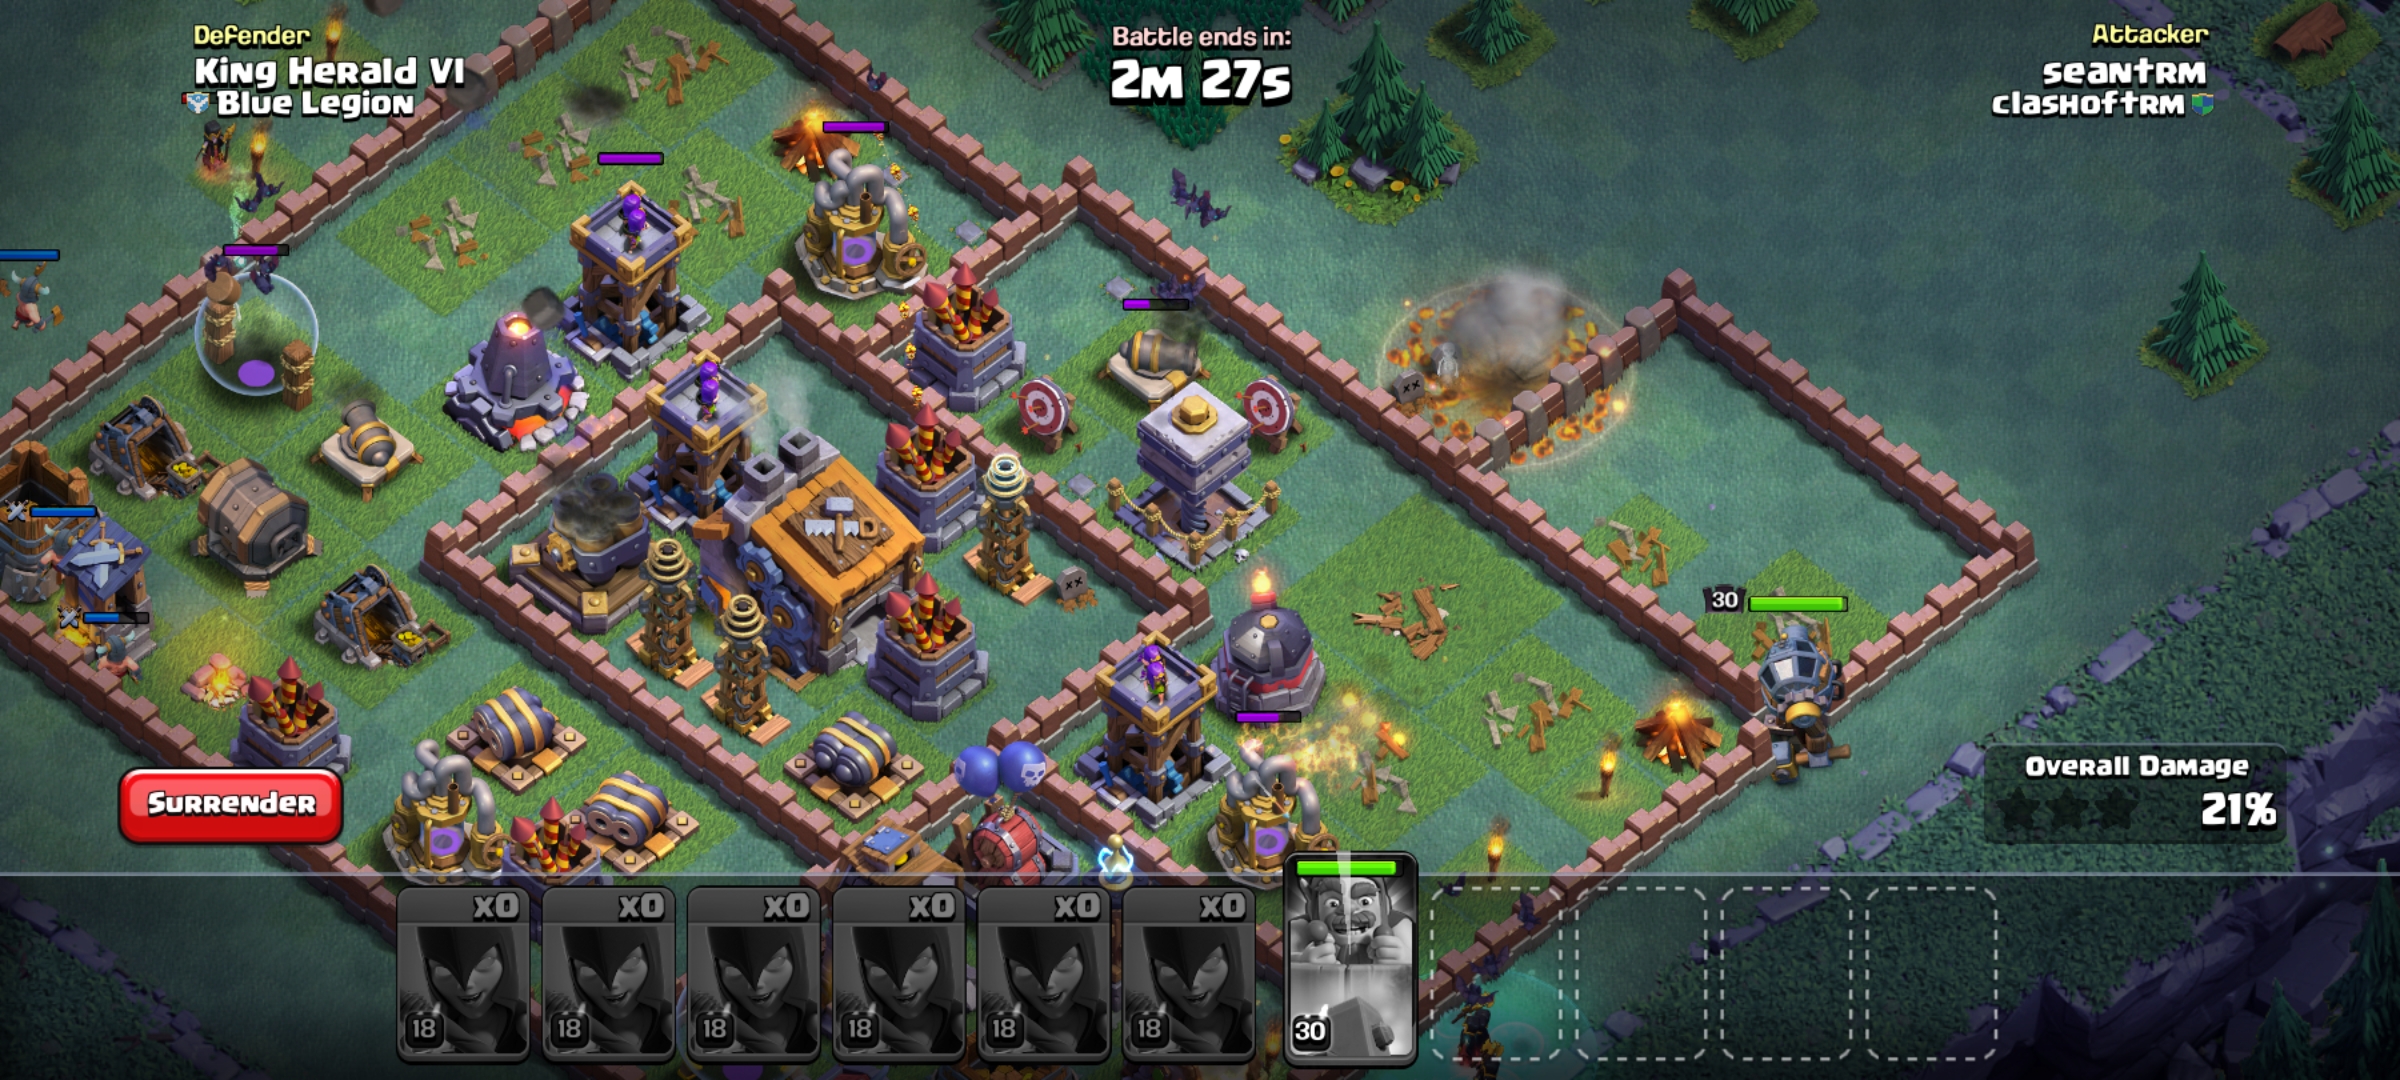 Defender
King Herald VI
Blue Legion
Battle ends in:
2M 27s
Attacker
seantRM
clashoftRM
30
Surrender
Overall Damage
21%
x0
x0
x0
x0
x0
x0
18
18
18
18
18
18
30